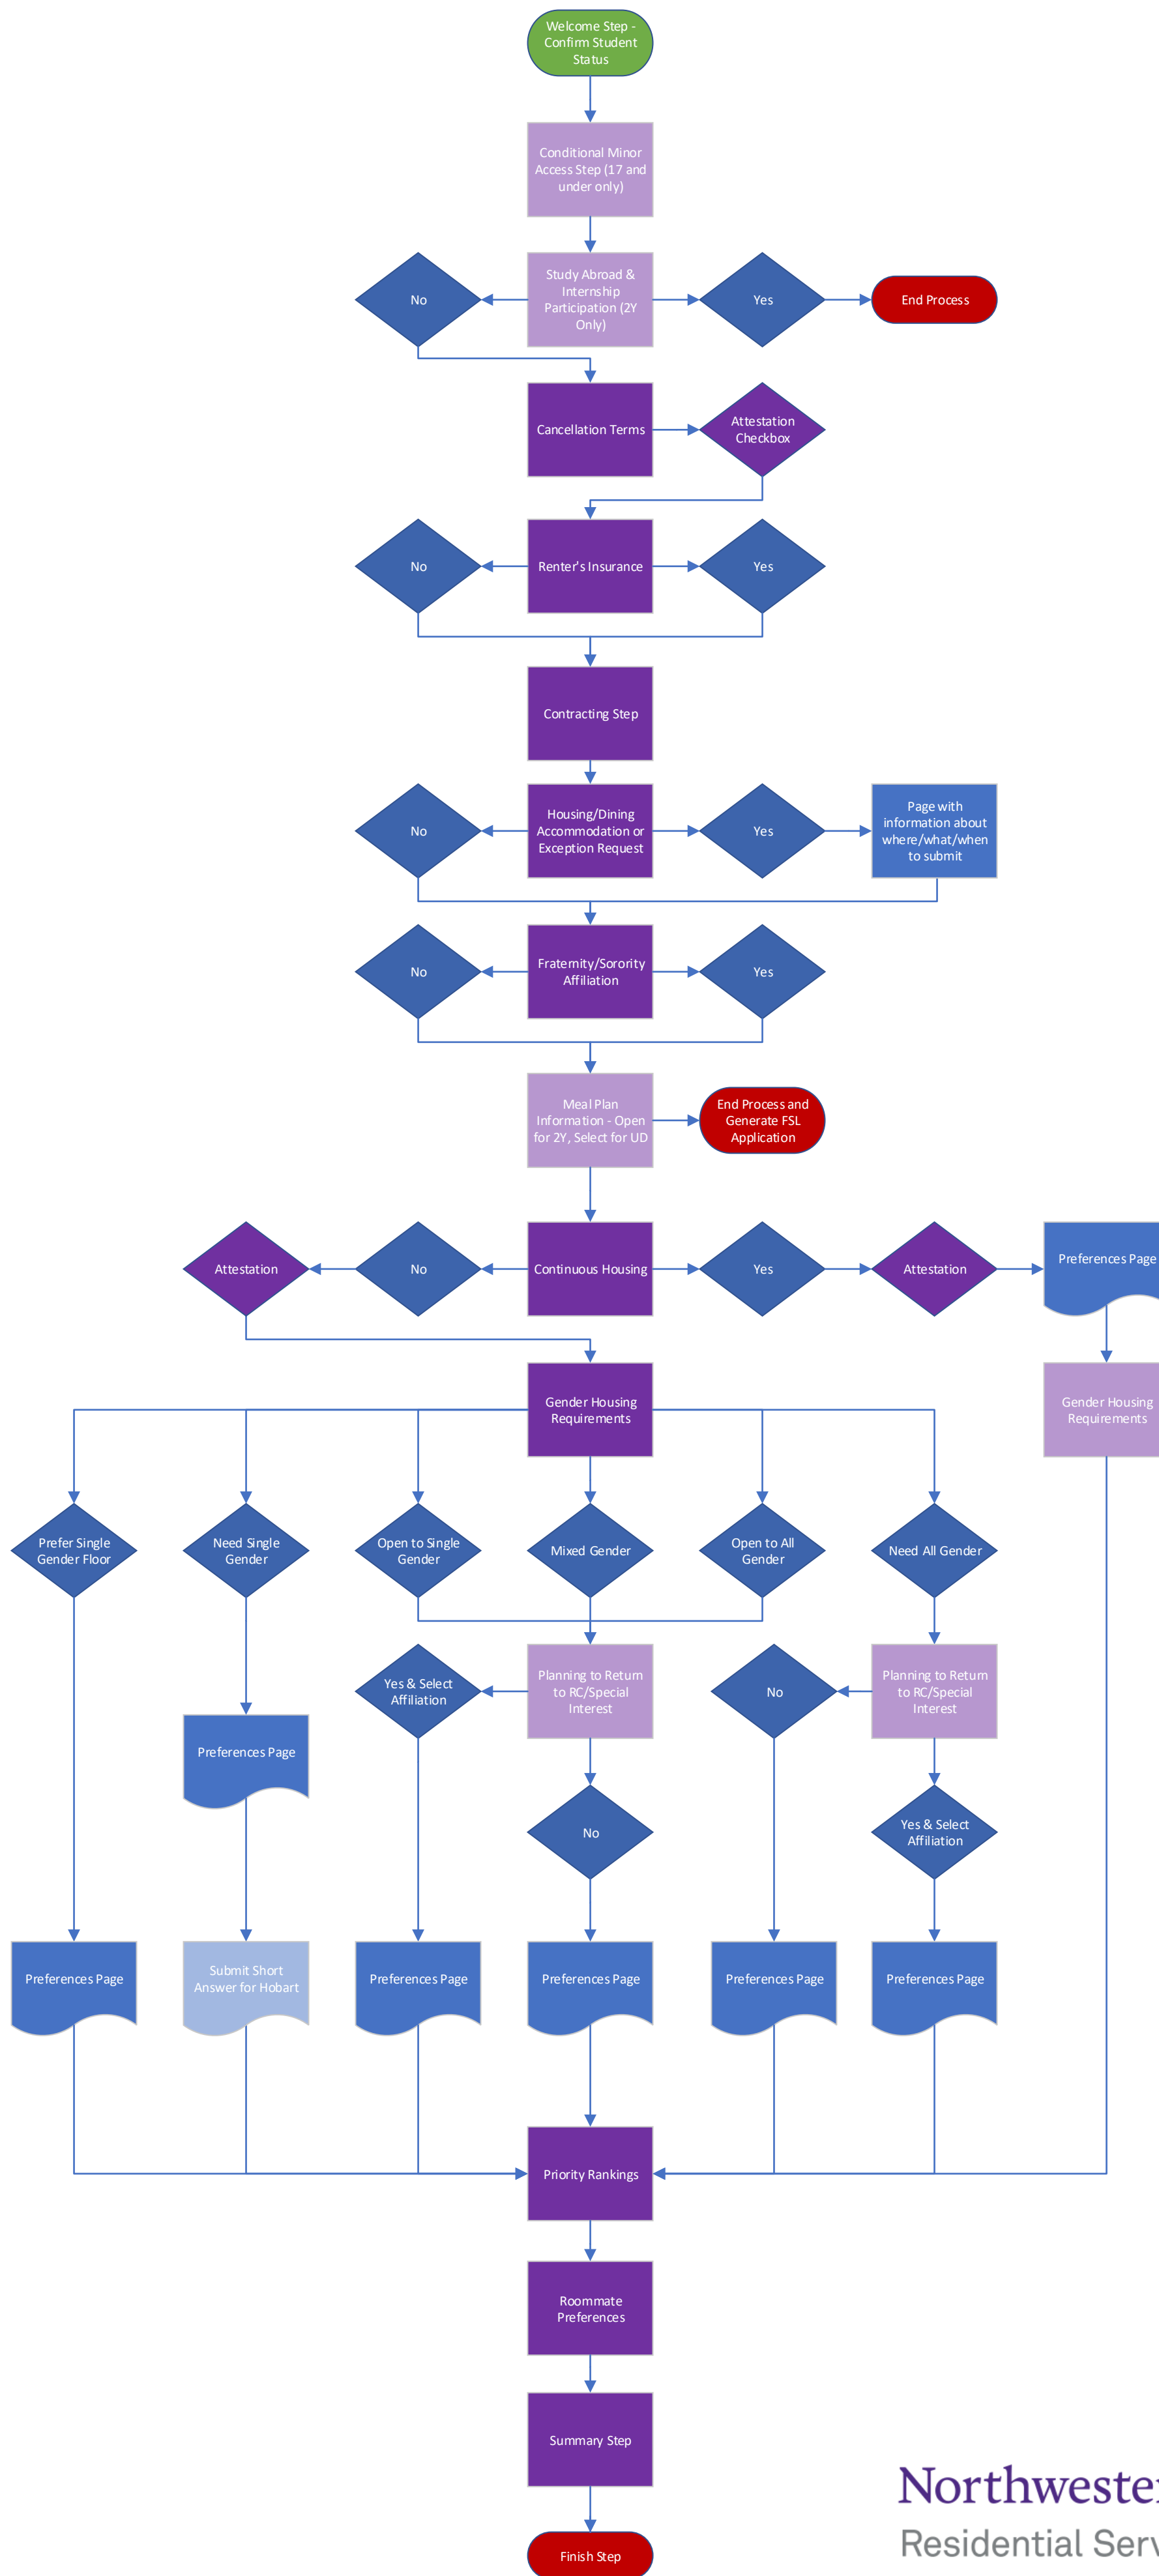 Welcome Step -
Confirm Student
Status
Conditional Minor
Access Step (17 and
under only)
No
Study Abroad &
Internship
Participation (2Y
Only)
Yes
End Process
Cancellation Terms
Attestation
Checkbox
No
Renter's Insurance
Yes
Contracting Step
No
Housing/Dining
Accommodation or
Exception Request
Yes
Page with
information about
where/what/when
to submit
No
Fraternity/Sorority
Affiliation
Yes
Meal Plan
Information - Open
for 2Y, Select for UD
End Process and
Generate FSL
Application
Attestation
No
Continuous Housing
Yes
Attestation
Preferences Page
Gender Housing
Requirements
Gender Housing
Requirements
Prefer Single
Gender Floor
Need Single
Gender
Open to Single
Gender
Mixed Gender
Open to All
Gender
Need All Gender
Yes & Select
Affiliation
Planning to Return
to RC/Special
Interest
No
Planning to Return
to RC/Special
Interest
Preferences Page
No
Yes & Select
Affiliation
Preferences Page
Submit Short
Answer for Hobart
Preferences Page
Preferences Page
Preferences Page
Preferences Page
Priority Rankings
Roommate
Preferences
Summary Step
Finish Step
Northweste
Residential Serv